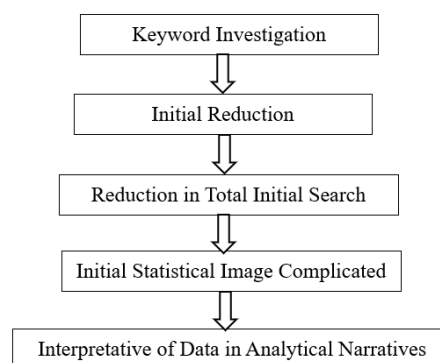 Keyword Investigation
Initial Reduction
Reduction in Total Initial Search
Initial Statistical Image Complicated
Interpretative of Data in Analytical Narratives